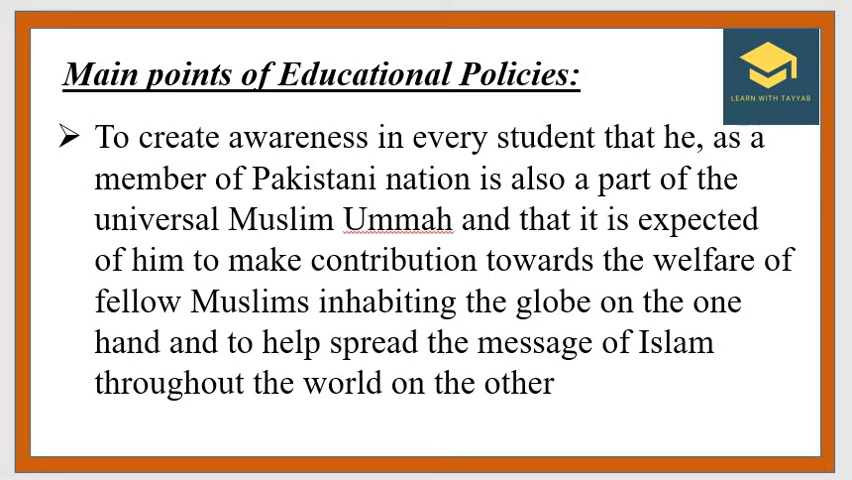 Main points of Educational Policies:
LEARN WITH TAYYAB
➢ To create awareness in every student that he, as a
member of Pakistani nation is also a part of the
universal Muslim Ummah and that it is expected
of him to make contribution towards the welfare of
fellow Muslims inhabiting the globe on the one
hand and to help spread the message of Islam
throughout the world on the other